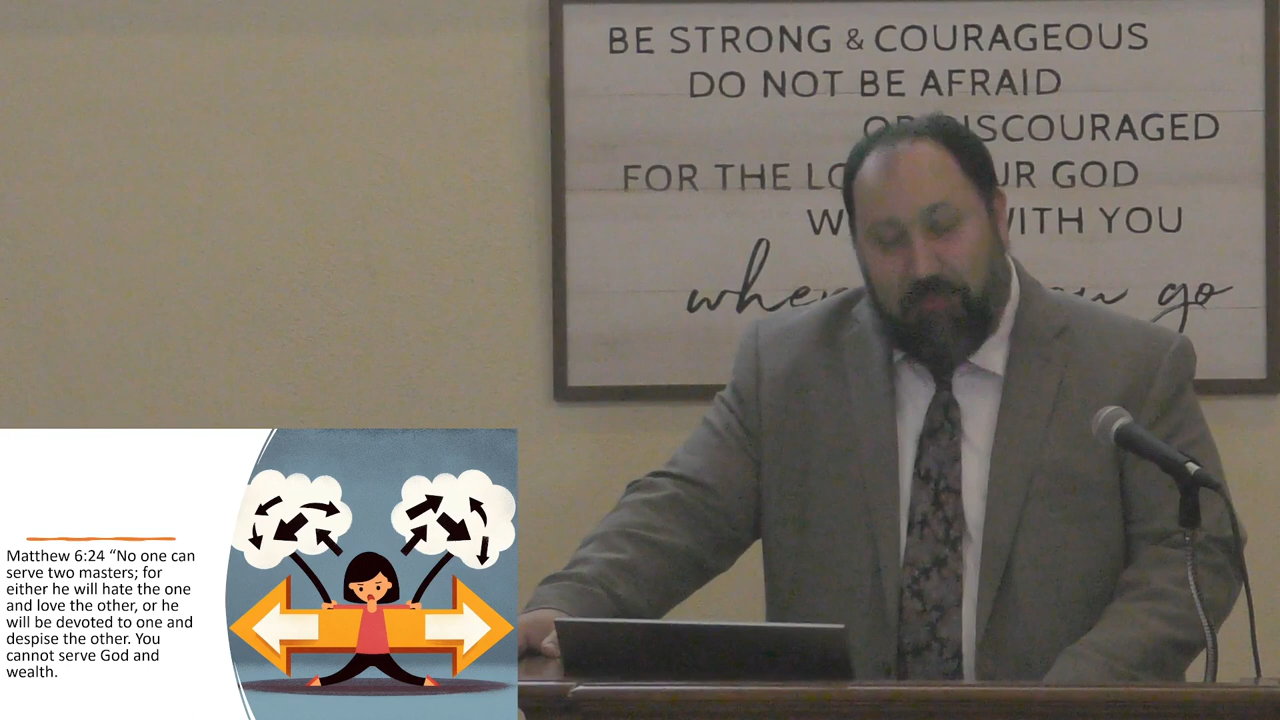 BE STRONG & COURAGEOUS
DO NOT BE AFRAID
OR DISCOURAGED
FOR THE GOD
WITH YOU
go
Matthew 6:24 “No one can
serve two masters; for
either he will hate the one
and love the other, or he
will be devoted to one and
despise the other. You
cannot serve God and
wealth.